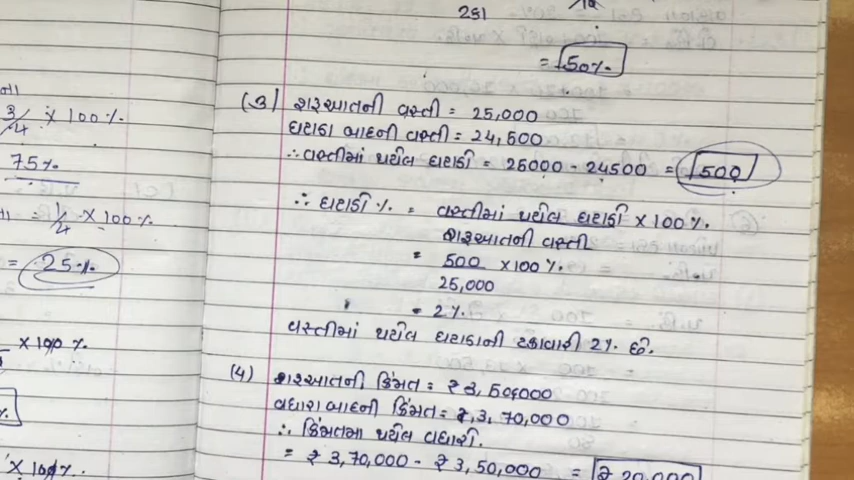 ના
3/4 x 100%
75%
= 1/4 x 100%
= 25%
x 100%
x 100%
= 50%
(૩) શરૂઆતની વસ્તી = 25,000
ઘટાડા બાદની વસ્તી = 24,500
∴ વસ્તીમાં થયેલ ઘટાડો = 25000 - 24500 = 500
∴ ઘટાડો % = વસ્તીમાં થયેલ ઘટાડો x 100%.
શરૂઆતની વસ્તી
= 500 x 100%.
25,000
= 2%.
વસ્તીમાં થયેલ ઘટાડાની ટકાવારી 2%. છે.
(4) શરૂઆતની કિંમત = ₹ 3,50,000
વધારા બાદની કિંમત = ₹ 3,70,000
∴ કિંમતમાં થયેલ વધારો.
= ₹ 3,70,000 - ₹ 3,50,000 = ₹ 20,000